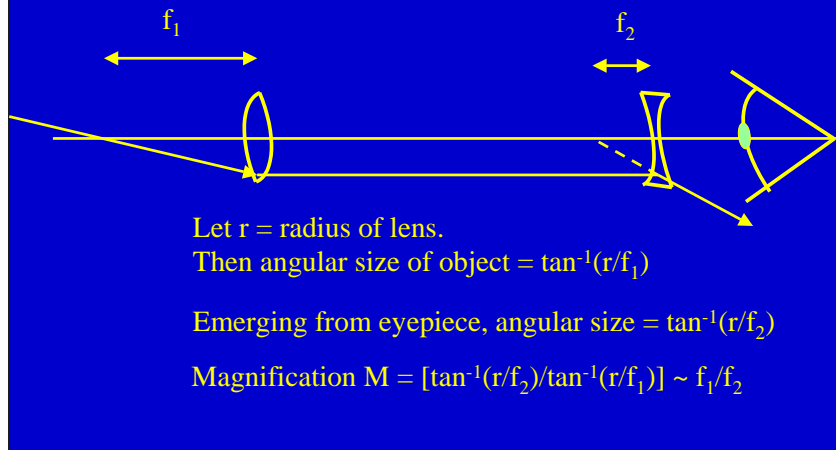 f₁
f₂
Let r = radius of lens.
Then angular size of object = tan⁻¹(r/f₁)
Emerging from eyepiece, angular size = tan⁻¹(r/f₂)
Magnification M = [tan⁻¹(r/f₂)/tan⁻¹(r/f₁)] ~ f₁/f₂